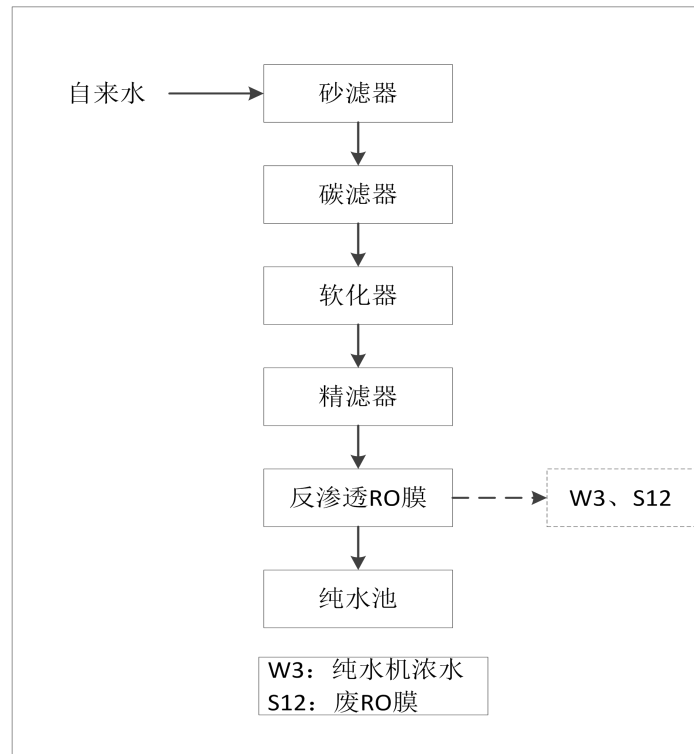 自来水
砂滤器
碳滤器
软化器
精滤器
反渗透RO膜
W3、S12
纯水池
W3：纯水机浓水
S12：废RO膜